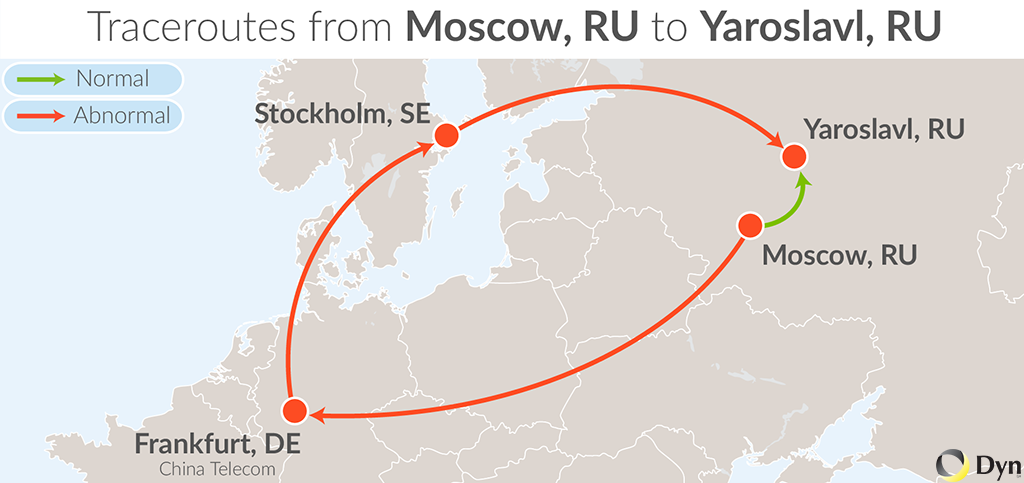 Traceroutes from Moscow, RU to Yaroslavl, RU
Normal
Abnormal
Stockholm, SE
Yaroslavl, RU
Moscow, RU
Frankfurt, DE
China Telecom
Dyn